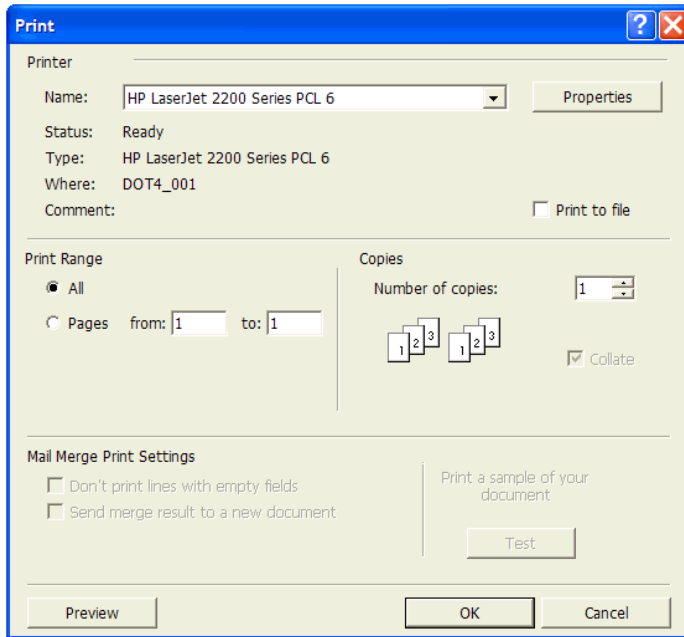 Print
Printer
Name: HP LaserJet 2200 Series PCL 6 Properties
Status: Ready
Type: HP LaserJet 2200 Series PCL 6
Where: DOT4_001
Comment: Print to file
Print Range
All
Pages from: 1 to: 1
Copies
Number of copies: 1
1 2 3 1 2 3
Collate
Mail Merge Print Settings
Don't print lines with empty fields
Send merge result to a new document
Print a sample of your
document
Test
Preview OK Cancel